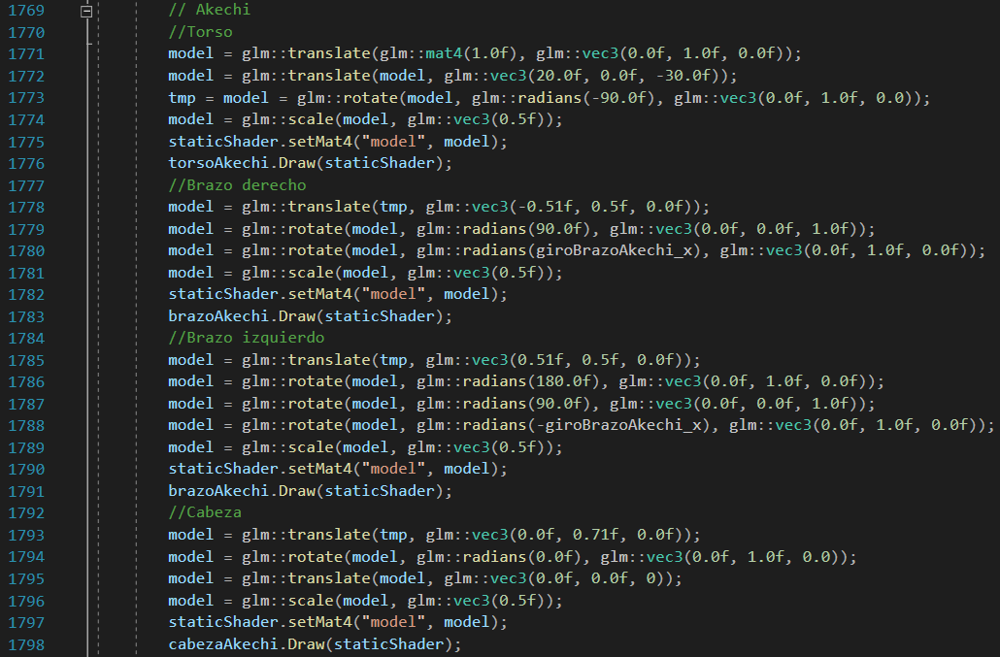 1769 // Akechi
1770 //Torso
1771 model = glm::translate(glm::mat4(1.0f), glm::vec3(0.0f, 1.0f, 0.0f));
1772 model = glm::translate(model, glm::vec3(20.0f, 0.0f, -30.0f));
1773 tmp = model = glm::rotate(model, glm::radians(-90.0f), glm::vec3(0.0f, 1.0f, 0.0));
1774 model = glm::scale(model, glm::vec3(0.5f));
1775 staticShader.setMat4("model", model);
1776 torsoAkechi.Draw(staticShader);
1777 //Brazo derecho
1778 model = glm::translate(tmp, glm::vec3(-0.51f, 0.5f, 0.0f));
1779 model = glm::rotate(model, glm::radians(90.0f), glm::vec3(0.0f, 0.0f, 1.0f));
1780 model = glm::rotate(model, glm::radians(giroBrazoAkechi_x), glm::vec3(0.0f, 1.0f, 0.0f));
1781 model = glm::scale(model, glm::vec3(0.5f));
1782 staticShader.setMat4("model", model);
1783 brazoAkechi.Draw(staticShader);
1784 //Brazo izquierdo
1785 model = glm::translate(tmp, glm::vec3(0.51f, 0.5f, 0.0f));
1786 model = glm::rotate(model, glm::radians(180.0f), glm::vec3(0.0f, 1.0f, 0.0f));
1787 model = glm::rotate(model, glm::radians(90.0f), glm::vec3(0.0f, 0.0f, 1.0f));
1788 model = glm::rotate(model, glm::radians(-giroBrazoAkechi_x), glm::vec3(0.0f, 1.0f, 0.0f));
1789 model = glm::scale(model, glm::vec3(0.5f));
1790 staticShader.setMat4("model", model);
1791 brazoAkechi.Draw(staticShader);
1792 //Cabeza
1793 model = glm::translate(tmp, glm::vec3(0.0f, 0.71f, 0.0f));
1794 model = glm::rotate(model, glm::radians(0.0f), glm::vec3(0.0f, 1.0f, 0.0));
1795 model = glm::translate(model, glm::vec3(0.0f, 0.0f, 0));
1796 model = glm::scale(model, glm::vec3(0.5f));
1797 staticShader.setMat4("model", model);
1798 cabezaAkechi.Draw(staticShader);